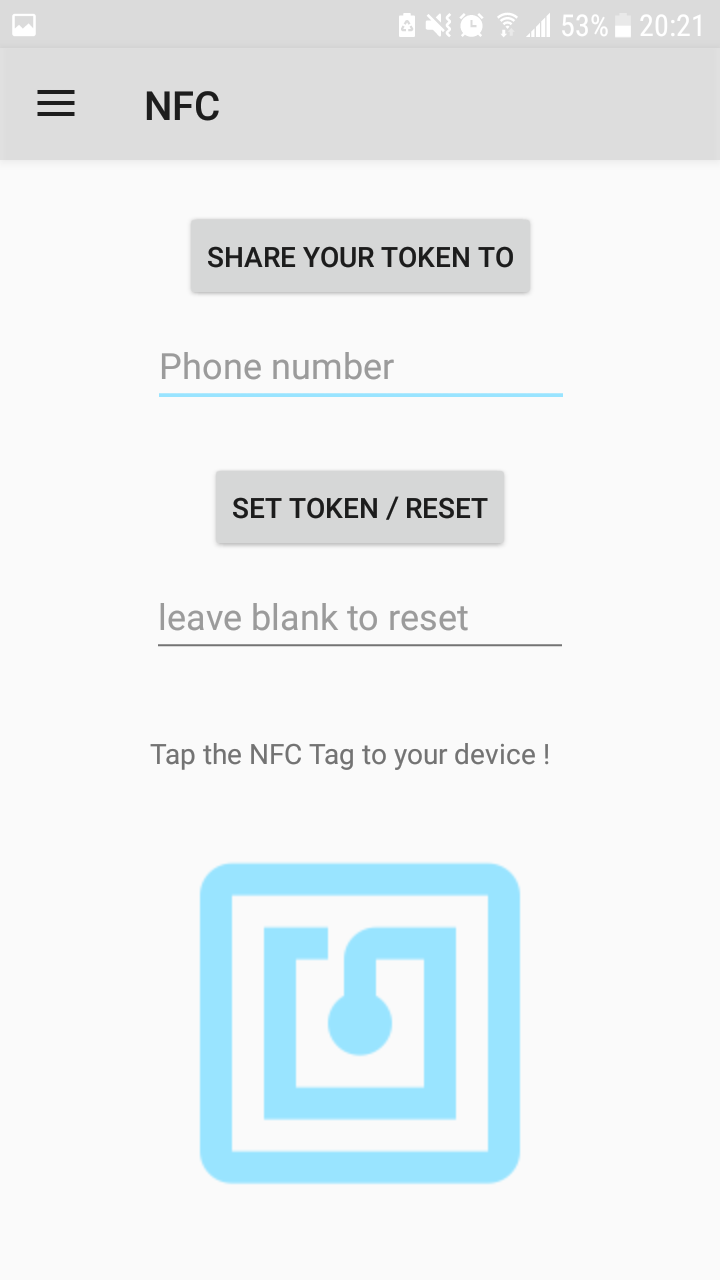 53% 20:21
NFC
SHARE YOUR TOKEN TO
Phone number
SET TOKEN / RESET
leave blank to reset
Tap the NFC Tag to your device !